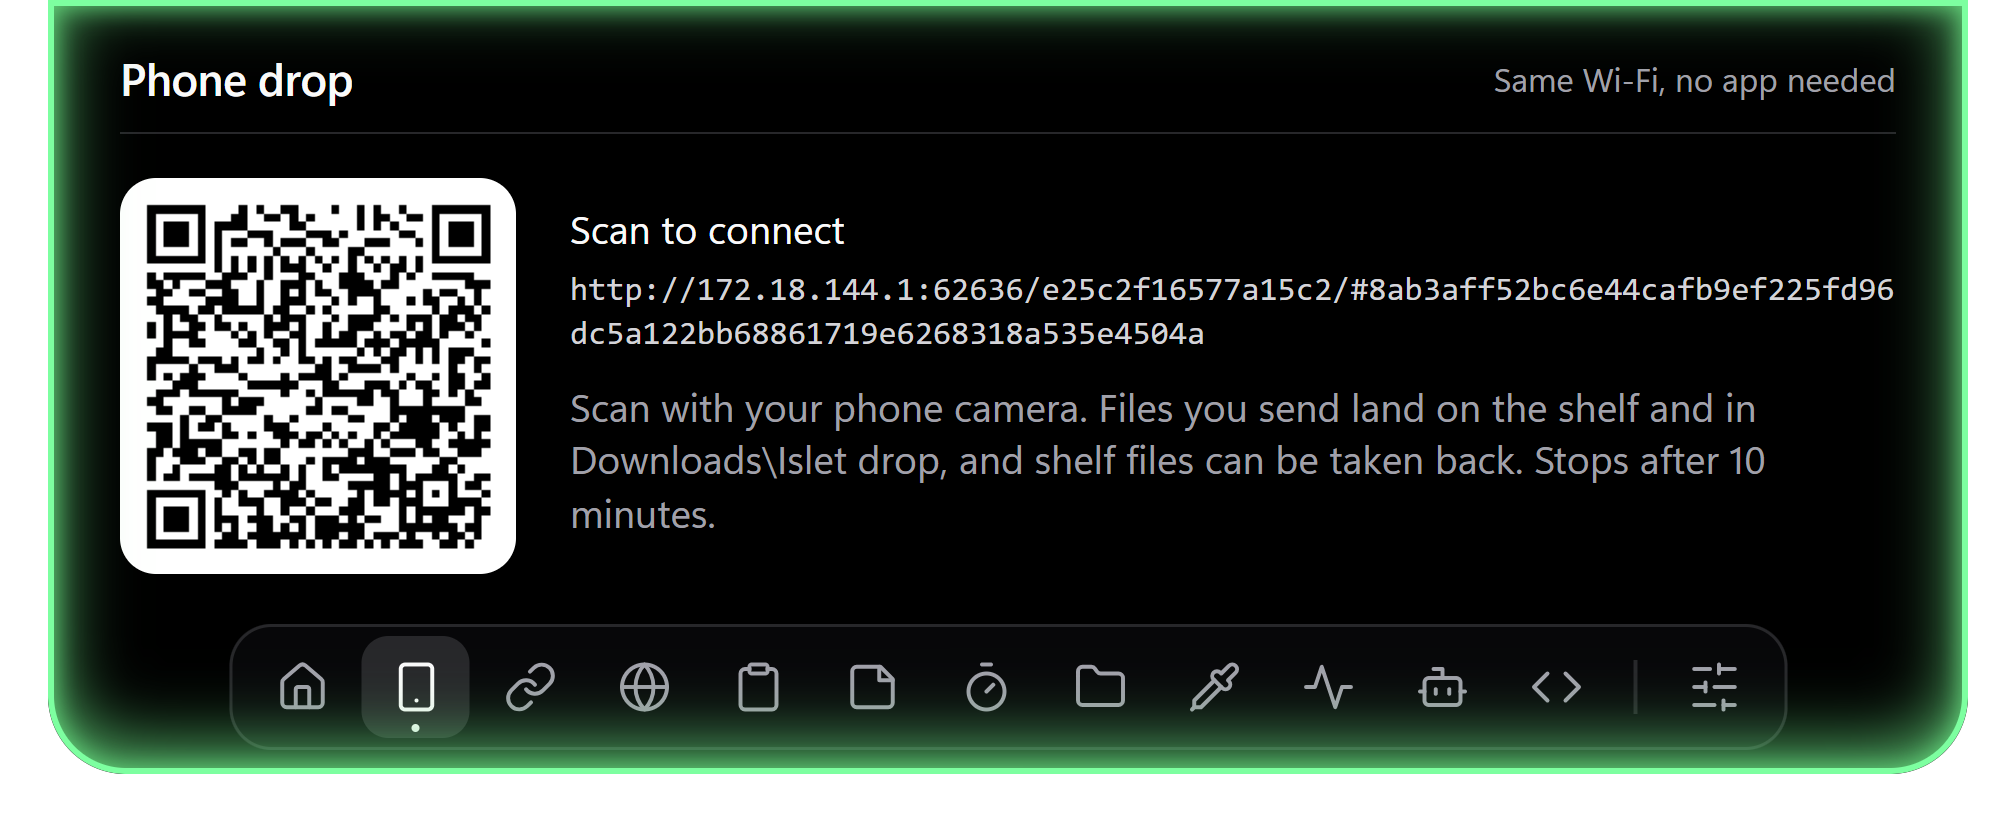 Phone drop
Same Wi-Fi, no app needed
Scan to connect
http://172.18.144.1:62636/e25c2f16577a15c2/#8ab3aff52bc6e44cafb9ef225fd96
dc5a122bb68861719e6268318a535e4504a
Scan with your phone camera. Files you send land on the shelf and in
Downloads\Islet drop, and shelf files can be taken back. Stops after 10
minutes.